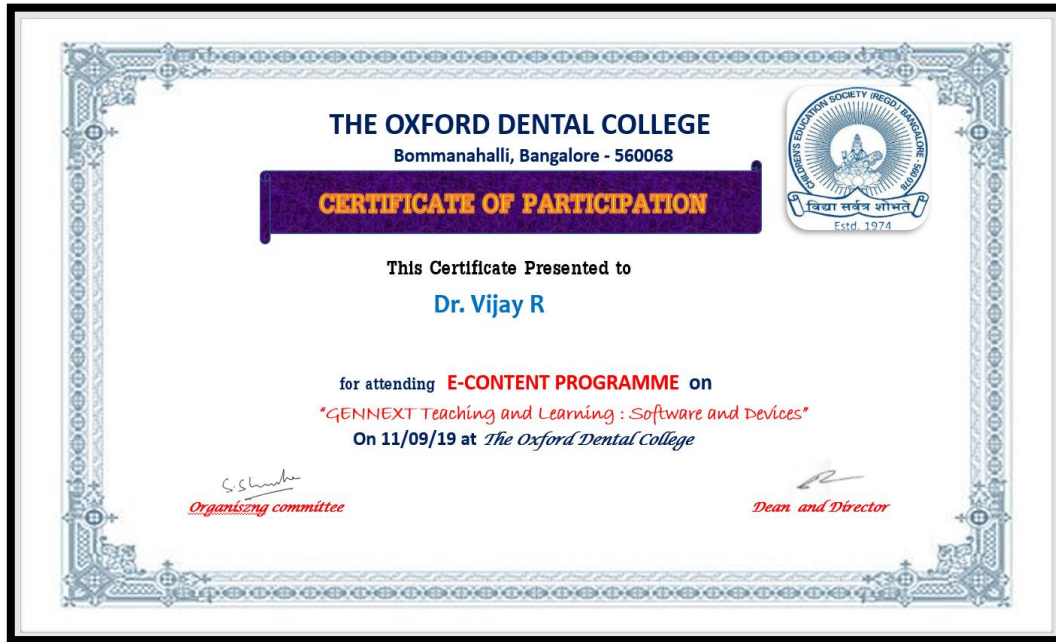 THE OXFORD DENTAL COLLEGE
Bommanahalli, Bangalore - 560068
CERTIFICATE OF PARTICIPATION
CHILDREN'S EDUCATION SOCIETY (REGD.) BANGALORE - 560 078
विद्या सर्वत्र शोभते
Estd. 1974
This Certificate Presented to
Dr. Vijay R
for attending E-CONTENT PROGRAMME on
"GENNEXT Teaching and Learning : Software and Devices"
On 11/09/19 at The Oxford Dental College
Organiszng committee
Dean and Director